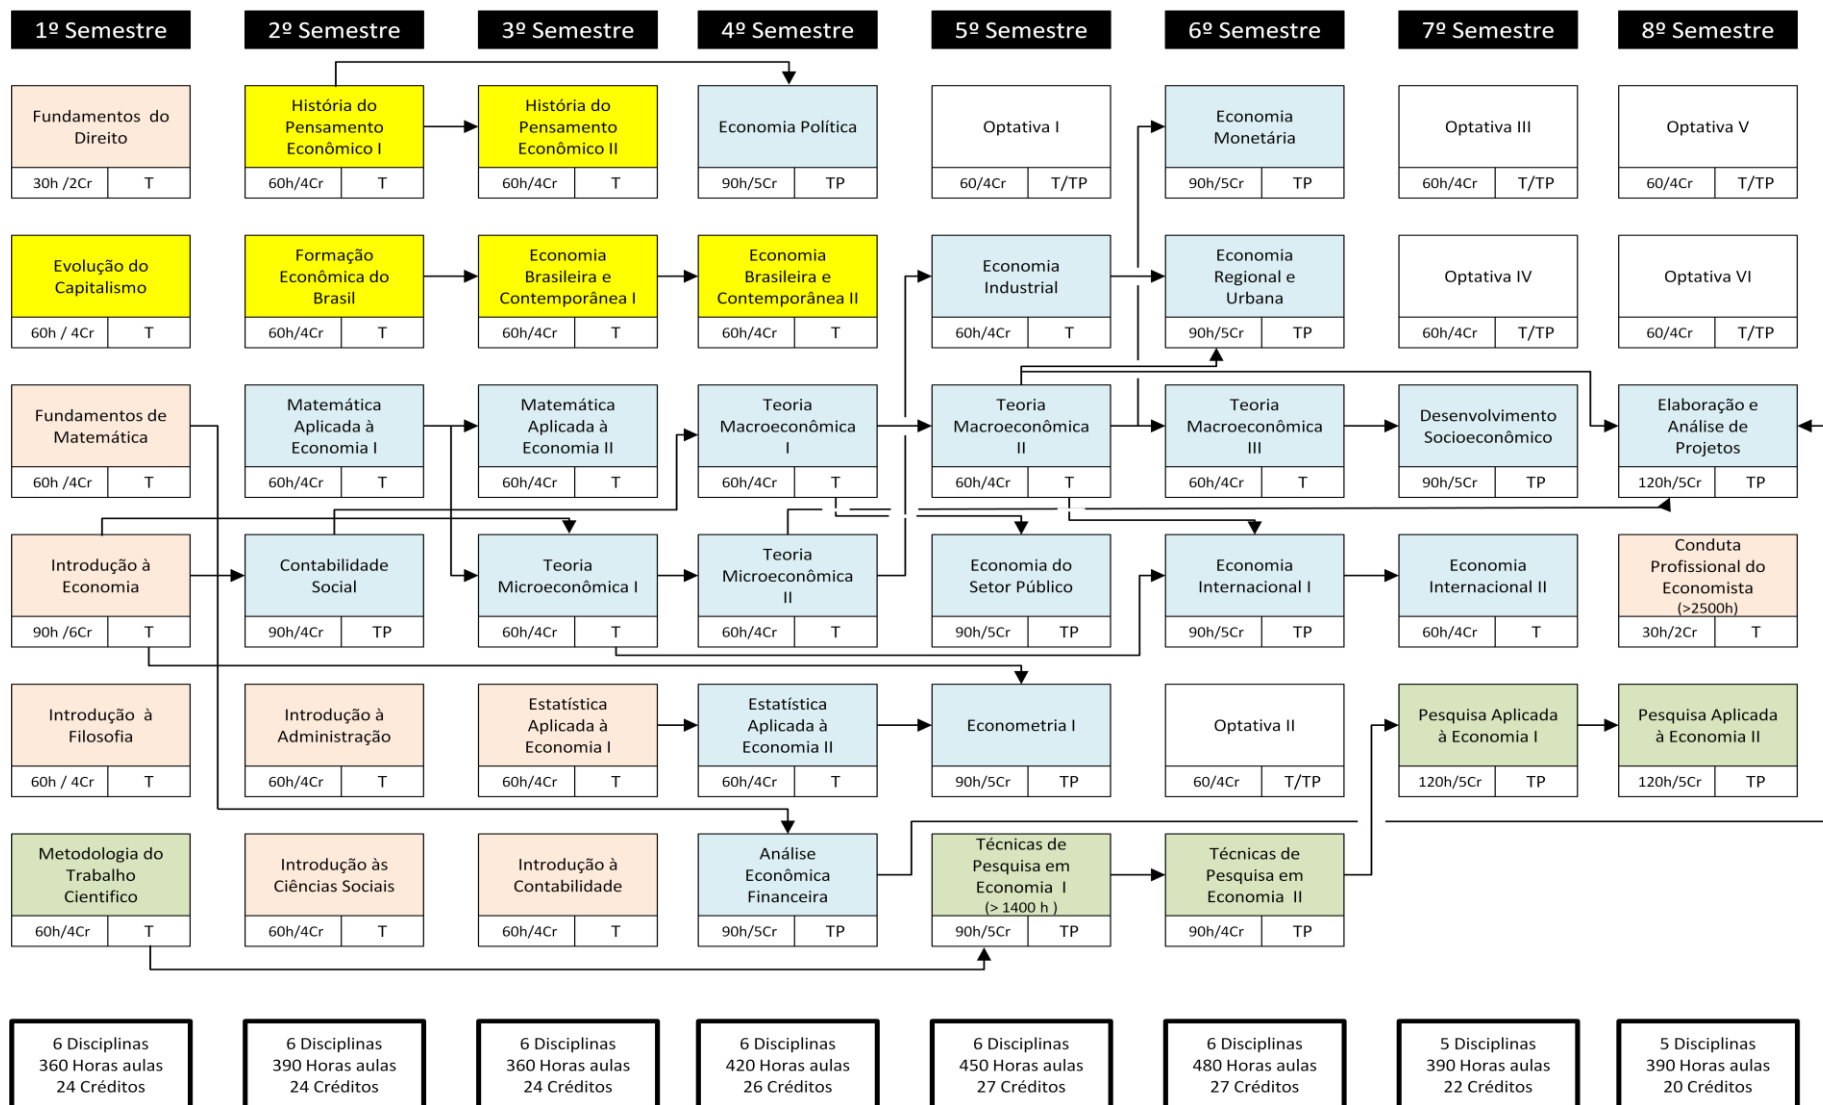 1º Semestre
2º Semestre
3º Semestre
4º Semestre
5º Semestre
6º Semestre
7º Semestre
8º Semestre
Fundamentos do
Direito
30h /2Cr
T
História do
Pensamento
Econômico I
60h/4Cr
T
História do
Pensamento
Econômico II
60h/4Cr
T
Economia Política
90h/5Cr
TP
Optativa I
60/4Cr
T/TP
Economia
Monetária
90h/5Cr
TP
Optativa III
60h/4Cr
T/TP
Optativa V
60/4Cr
T/TP
Evolução do
Capitalismo
60h / 4Cr
T
Formação
Econômica do
Brasil
60h/4Cr
T
Economia
Brasileira e
Contemporânea I
60h/4Cr
T
Economia
Brasileira e
Contemporânea II
60h/4Cr
T
Economia
Industrial
60h/4Cr
T
Economia
Regional e
Urbana
90h/5Cr
TP
Optativa IV
60h/4Cr
T/TP
Optativa VI
60/4Cr
T/TP
Fundamentos de
Matemática
60h /4Cr
T
Matemática
Aplicada à
Economia I
60h/4Cr
T
Matemática
Aplicada à
Economia II
60h/4Cr
T
Teoria
Macroeconômica
I
60h/4Cr
T
Teoria
Macroeconômica
II
60h/4Cr
T
Teoria
Macroeconômica
III
60h/4Cr
T
Desenvolvimento
Socioeconômico
90h/5Cr
TP
Elaboração e
Análise de
Projetos
120h/5Cr
TP
Introdução à
Economia
90h /6Cr
T
Contabilidade
Social
90h/4Cr
TP
Teoria
Microeconômica I
60h/4Cr
T
Teoria
Microeconômica
II
60h/4Cr
T
Economia do
Setor Público
90h/5Cr
TP
Economia
Internacional I
90h/5Cr
TP
Economia
Internacional II
60h/4Cr
T
Conduta
Profissional do
Economista
(>2500h)
30h/2Cr
T
Introdução à
Filosofia
60h / 4Cr
T
Introdução à
Administração
60h/4Cr
T
Estatística
Aplicada à
Economia I
60h/4Cr
T
Estatística
Aplicada à
Economia II
60h/4Cr
T
Econometria I
90h/5Cr
TP
Optativa II
60/4Cr
T/TP
Pesquisa Aplicada
à Economia I
120h/5Cr
TP
Pesquisa Aplicada
à Economia II
120h/5Cr
TP
Metodologia do
Trabalho
Cientifico
60h/4Cr
T
Introdução às
Ciências Sociais
60h/4Cr
T
Introdução à
Contabilidade
60h/4Cr
T
Análise
Econômica
Financeira
90h/5Cr
TP
Técnicas de
Pesquisa em
Economia I
(> 1400 h )
90h/5Cr
TP
Técnicas de
Pesquisa em
Economia II
90h/4Cr
TP
6 Disciplinas
360 Horas aulas
24 Créditos
6 Disciplinas
390 Horas aulas
24 Créditos
6 Disciplinas
360 Horas aulas
24 Créditos
6 Disciplinas
420 Horas aulas
26 Créditos
6 Disciplinas
450 Horas aulas
27 Créditos
6 Disciplinas
480 Horas aulas
27 Créditos
5 Disciplinas
390 Horas aulas
22 Créditos
5 Disciplinas
390 Horas aulas
20 Créditos